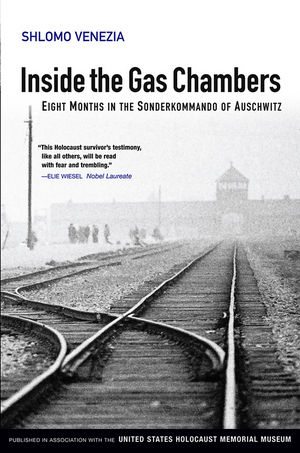 SHLOMO VENEZIA
Inside the Gas Chambers
EIGHT MONTHS IN THE SONDERKOMMANDO OF AUSCHWITZ
"This Holocaust survivor's testimony,
like all others, will be read
with fear and trembling."
—ELIE WIESEL Nobel Laureate
PUBLISHED IN ASSOCIATION WITH THE UNITED STATES HOLOCAUST MEMORIAL MUSEUM